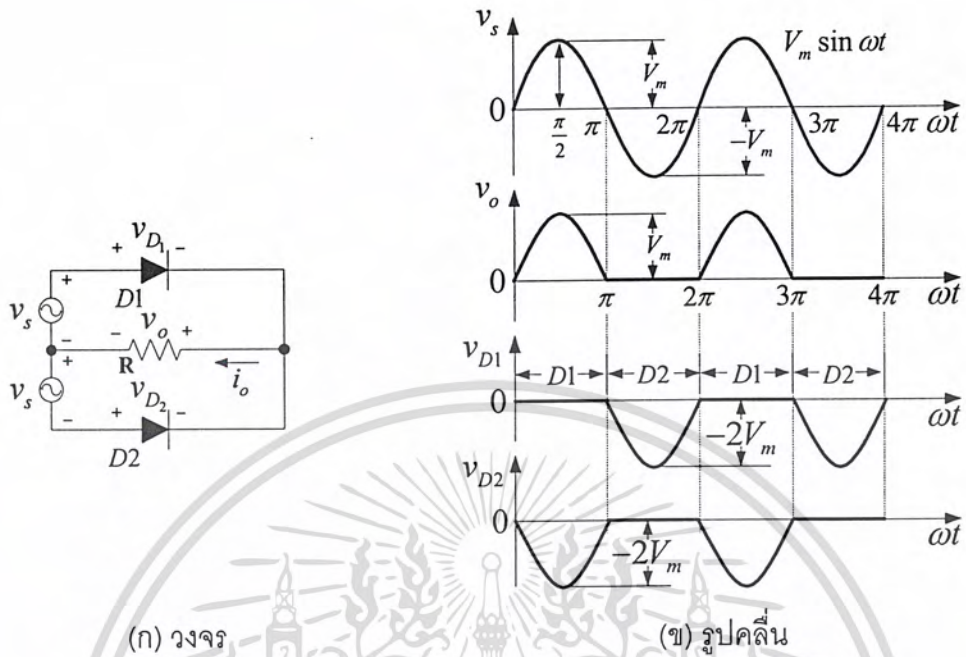 v_s
V_m sin ωt
V_m
0
π/2
π
2π
3π
4π
ωt
-V_m
v_o
V_m
0
π
2π
3π
4π
ωt
v_D1
D1
D2
D1
D2
0
-2V_m
ωt
v_D2
0
-2V_m
ωt
+ v_D1 -
D1
+
v_s
-
- v_o +
R
i_o
+
v_s
-
+ v_D2 -
D2
(ก) วงจร
(ข) รูปคลื่น